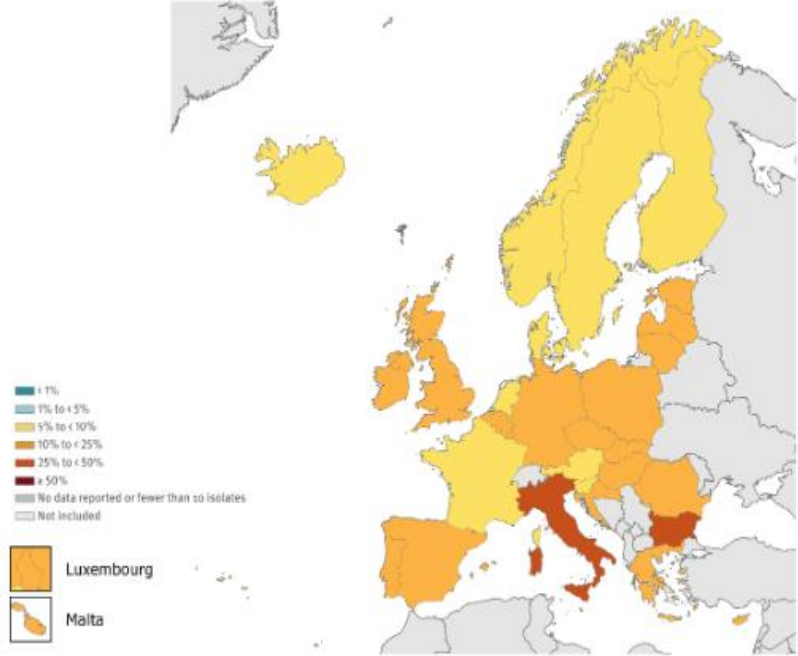 < 1%
1% to < 5%
5% to < 10%
10% to < 25%
25% to < 50%
≥ 50%
No data reported or fewer than 10 isolates
Not included
Luxembourg
Malta